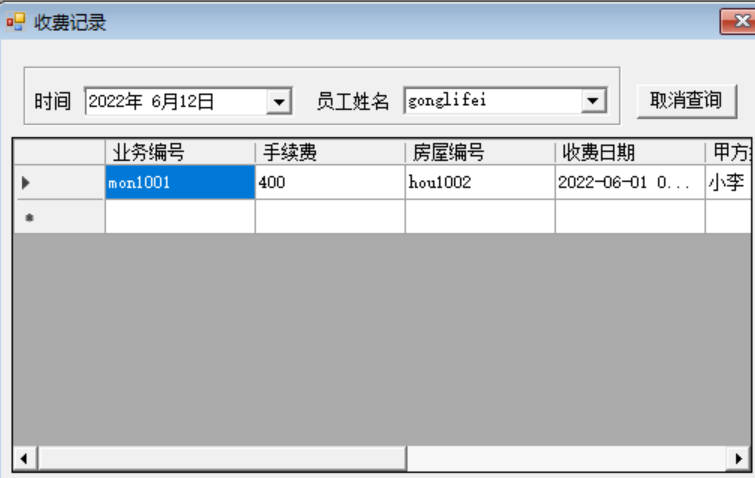 收费记录
时间 2022年 6月12日 员工姓名 gonglifei 取消查询
业务编号 手续费 房屋编号 收费日期 甲方
mon1001 400 hou1002 2022-06-01 0... 小李